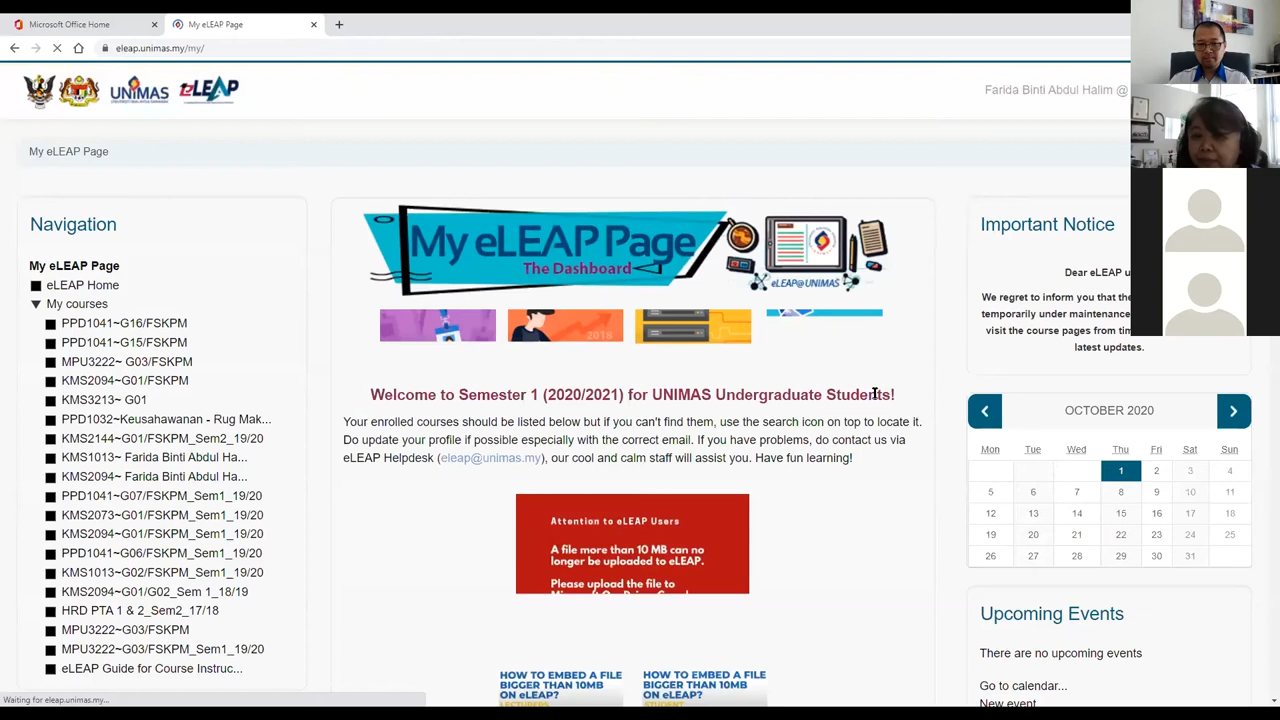 Microsoft Office Home
My eLEAP Page
eleap.unimas.my/my/
UNIMAS
eLEAP
Farida Binti Abdul Halim @
My eLEAP Page
Navigation
My eLEAP Page
eLEAP Home
My courses
PPD1041~G16/FSKPM
PPD1041~G15/FSKPM
MPU3222~ G03/FSKPM
KMS2094~G01/FSKPM
KMS3213~ G01
PPD1032~Keusahawanan - Rug Mak...
KMS2144~G01/FSKPM_Sem2_19/20
KMS1013~ Farida Binti Abdul Ha...
KMS2094~ Farida Binti Abdul Ha...
PPD1041~G07/FSKPM_Sem1_19/20
KMS2073~G01/FSKPM_Sem1_19/20
KMS2094~G01/FSKPM_Sem1_19/20
PPD1041~G06/FSKPM_Sem1_19/20
KMS1013~G02/FSKPM_Sem1_19/20
KMS2094~G01/G02_Sem 1_18/19
HRD PTA 1 & 2_Sem2_17/18
MPU3222~G03/FSKPM
MPU3222~G03/FSKPM_Sem1_19/20
eLEAP Guide for Course Instruc...
Waiting for eleap.unimas.my...
My eLEAP Page
The Dashboard
eLEAP@UNIMAS
2016
Welcome to Semester 1 (2020/2021) for UNIMAS Undergraduate Students!
Your enrolled courses should be listed below but if you can't find them, use the search icon on top to locate it.
Do update your profile if possible especially with the correct email. If you have problems, do contact us via
eLEAP Helpdesk (eleap@unimas.my), our cool and calm staff will assist you. Have fun learning!
Attention to eLEAP Users
A file more than 10 MB can no
longer be uploaded to eLEAP.
Please upload the file to
HOW TO EMBED A FILE
BIGGER THAN 10MB
ON eLEAP?
LECTURERS
HOW TO EMBED A FILE
BIGGER THAN 10MB
ON eLEAP?
STUDENT
Important Notice
Dear eLEAP u
We regret to inform you that the
temporarily under maintenance
visit the course pages from tim
latest updates.
OCTOBER 2020
Mon Tue Wed Thu Fri Sat Sun
1 2 3 4
5 6 7 8 9 10 11
12 13 14 15 16 17 18
19 20 21 22 23 24 25
26 27 28 29 30 31
Upcoming Events
There are no upcoming events
Go to calendar...
New event